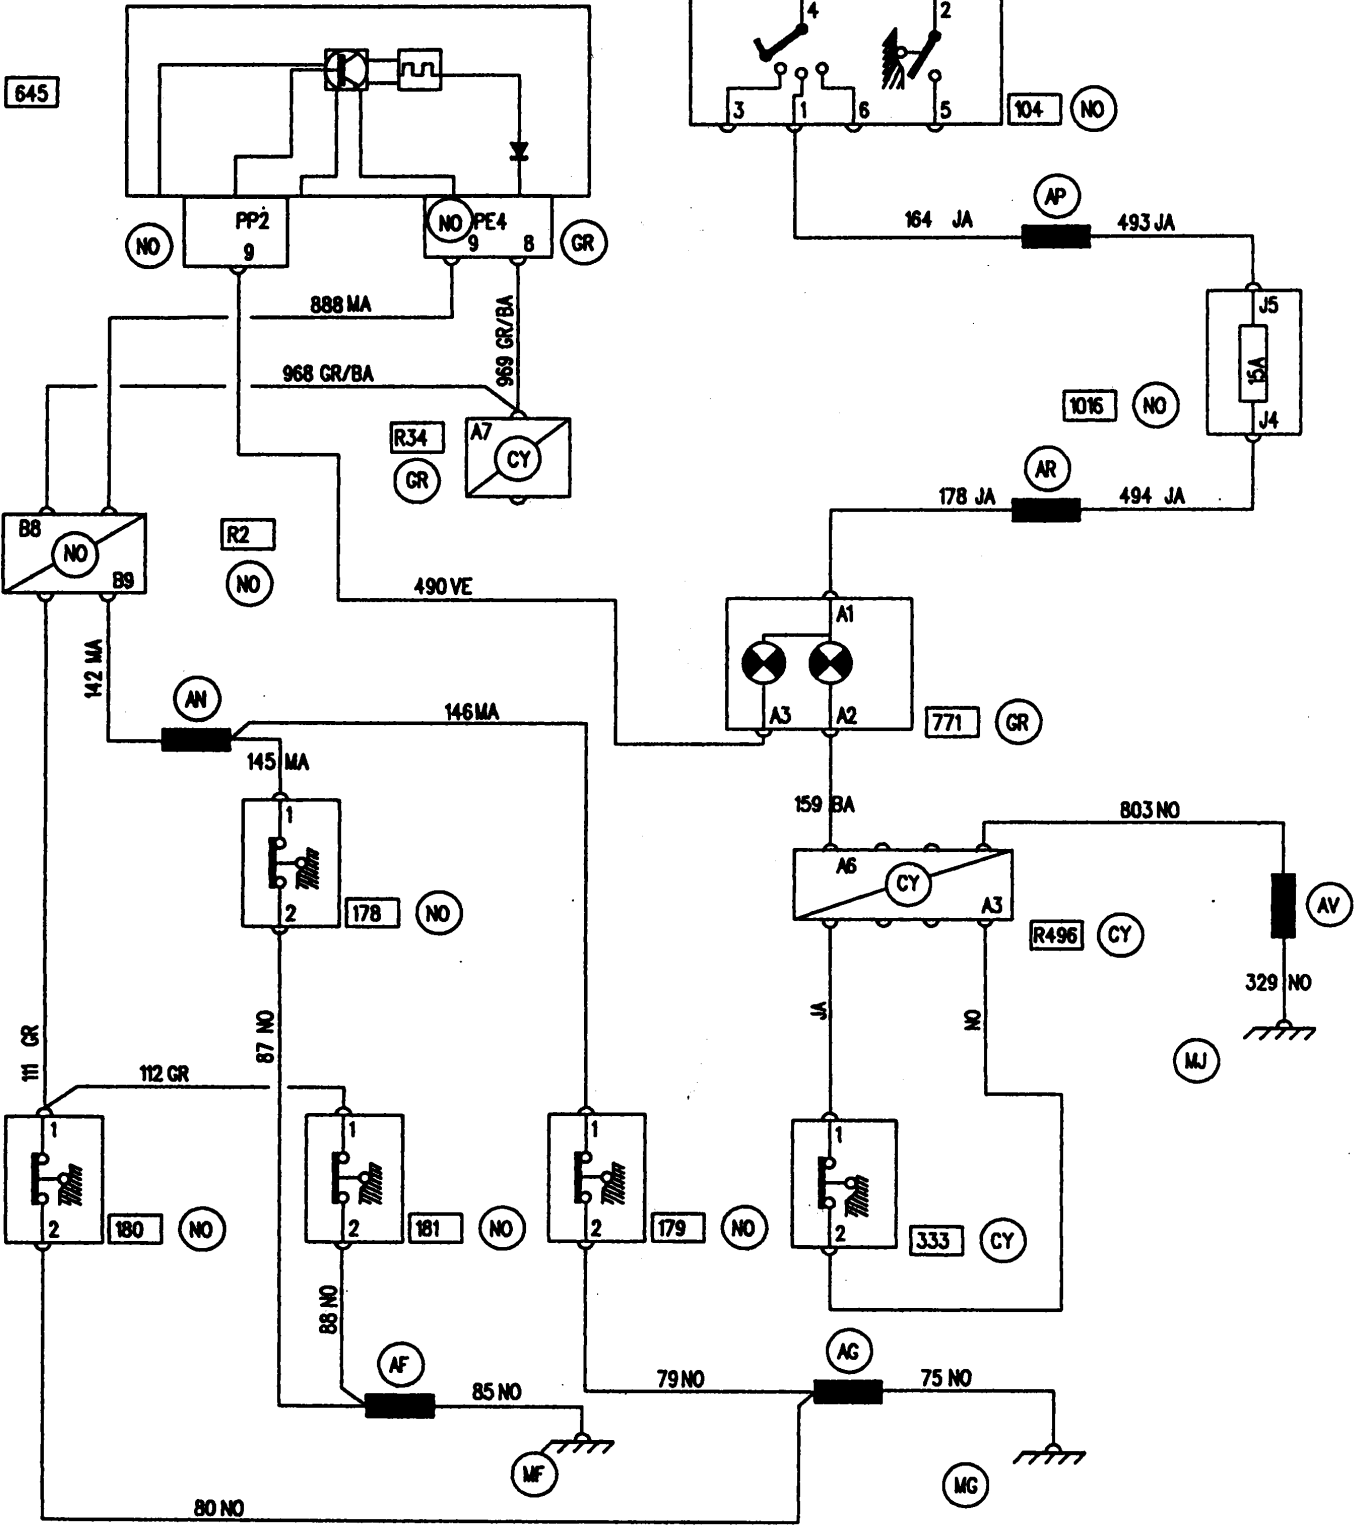 4 2
645
3 1 6 5
104 NO
AP
PP2 NO PE4
NO 9 9 8 GR
164 JA 493 JA
888 MA
969 GR/BA
J5
15A
J4
968 GR/BA
1016 NO
R34 A7
CY
GR
AR
178 JA 494 JA
B8
NO
B9
R2
NO
490 VE
A1
142 MA
AN
146 MA
A3 A2
771 GR
145 MA
1
2
178 NO
159 BA
803 NO
A6
CY
A3
R496 CY
AV
329 NO
MJ
111 GR
87 NO
JA
NO
112 GR
1 1 1 1
2 2 2 2
180 NO 181 NO 179 NO 333 CY
88 NO
AF
AG
85 NO 79 NO 75 NO
MF
MG
80 NO